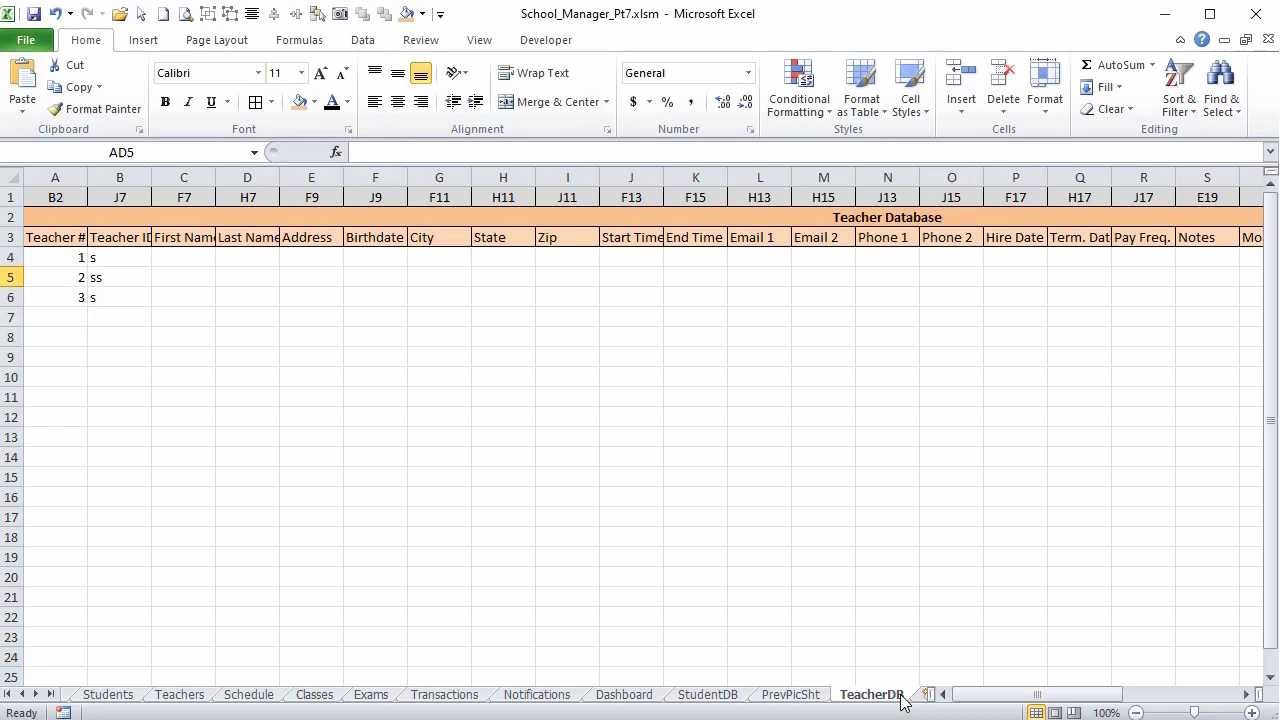 School_Manager_Pt7.xlsm - Microsoft Excel
File Home Insert Page Layout Formulas Data Review View Developer
Cut
Copy
Format Painter
Paste
Clipboard
Calibri 11
B I U
Font
Wrap Text
Merge & Center
Alignment
General
$ % ,
Number
Conditional Formatting
Format as Table
Cell Styles
Styles
Insert Delete Format
Cells
Σ AutoSum
Fill
Clear
Sort & Filter
Find & Select
Editing
AD5 fx
A B C D E F G H I J K L M N O P Q R S
1 B2 J7 F7 H7 F9 J9 F11 H11 J11 F13 F15 H13 H15 J13 J15 F17 H17 J17 E19
2 Teacher Database
3 Teacher # Teacher ID First Name Last Name Address Birthdate City State Zip Start Time End Time Email 1 Email 2 Phone 1 Phone 2 Hire Date Term. Dat Pay Freq. Notes Mo
4 1 s
5 2 ss
6 3 s
7
8
9
10
11
12
13
14
15
16
17
18
19
20
21
22
23
24
25
Students Teachers Schedule Classes Exams Transactions Notifications Dashboard StudentDB PrevPicSht TeacherDB
Ready 100%